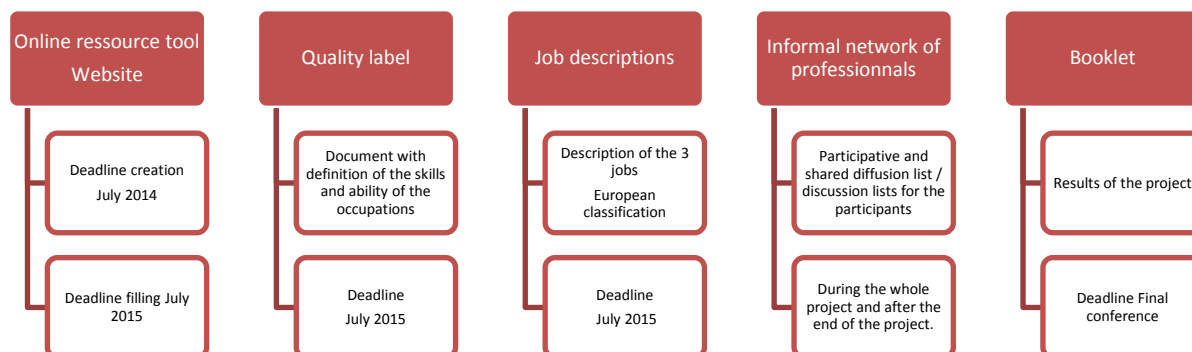 Online ressource tool
Website
Deadline creation
July 2014
Deadline filling July
2015
Quality label
Document with
definition of the skills
and ability of the
occupations
Deadline
July 2015
Job descriptions
Description of the 3
jobs
European
classification
Deadline
July 2015
Informal network of
professionnals
Participative and
shared diffusion list /
discussion lists for the
participants
During the whole
project and after the
end of the project.
Booklet
Results of the project
Deadline Final
conference